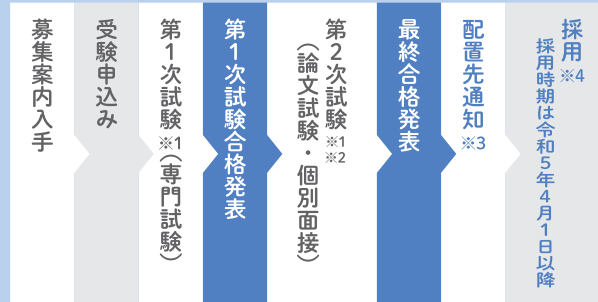 募集案内入手
受験申込み
第1次試験※1(専門試験)
第1次試験合格発表
第2次試験※1※2
(論文試験・個別面接)
最終合格発表
配置先通知※3
採用※4
採用時期は令和5年4月1日以降